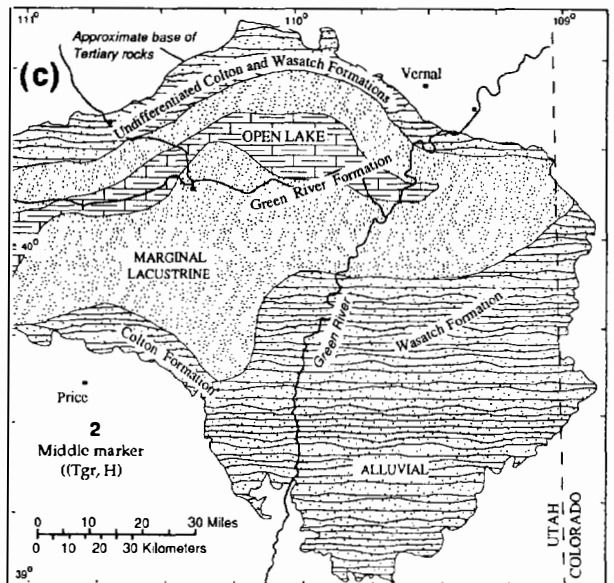 111°
110°
109°
Approximate base of
Tertiary rocks
(c)
Undifferentiated Colton and Wasatch Formations
Vernal
OPEN LAKE
Green River Formation
40°
MARGINAL
LACUSTRINE
Green River
Wasatch Formation
Colton Formation
Price
2
Middle marker
((Tgr, H)
ALLUVIAL
0 10 20 30 Miles
0 10 20 30 Kilometers
UTAH
COLORADO
39°